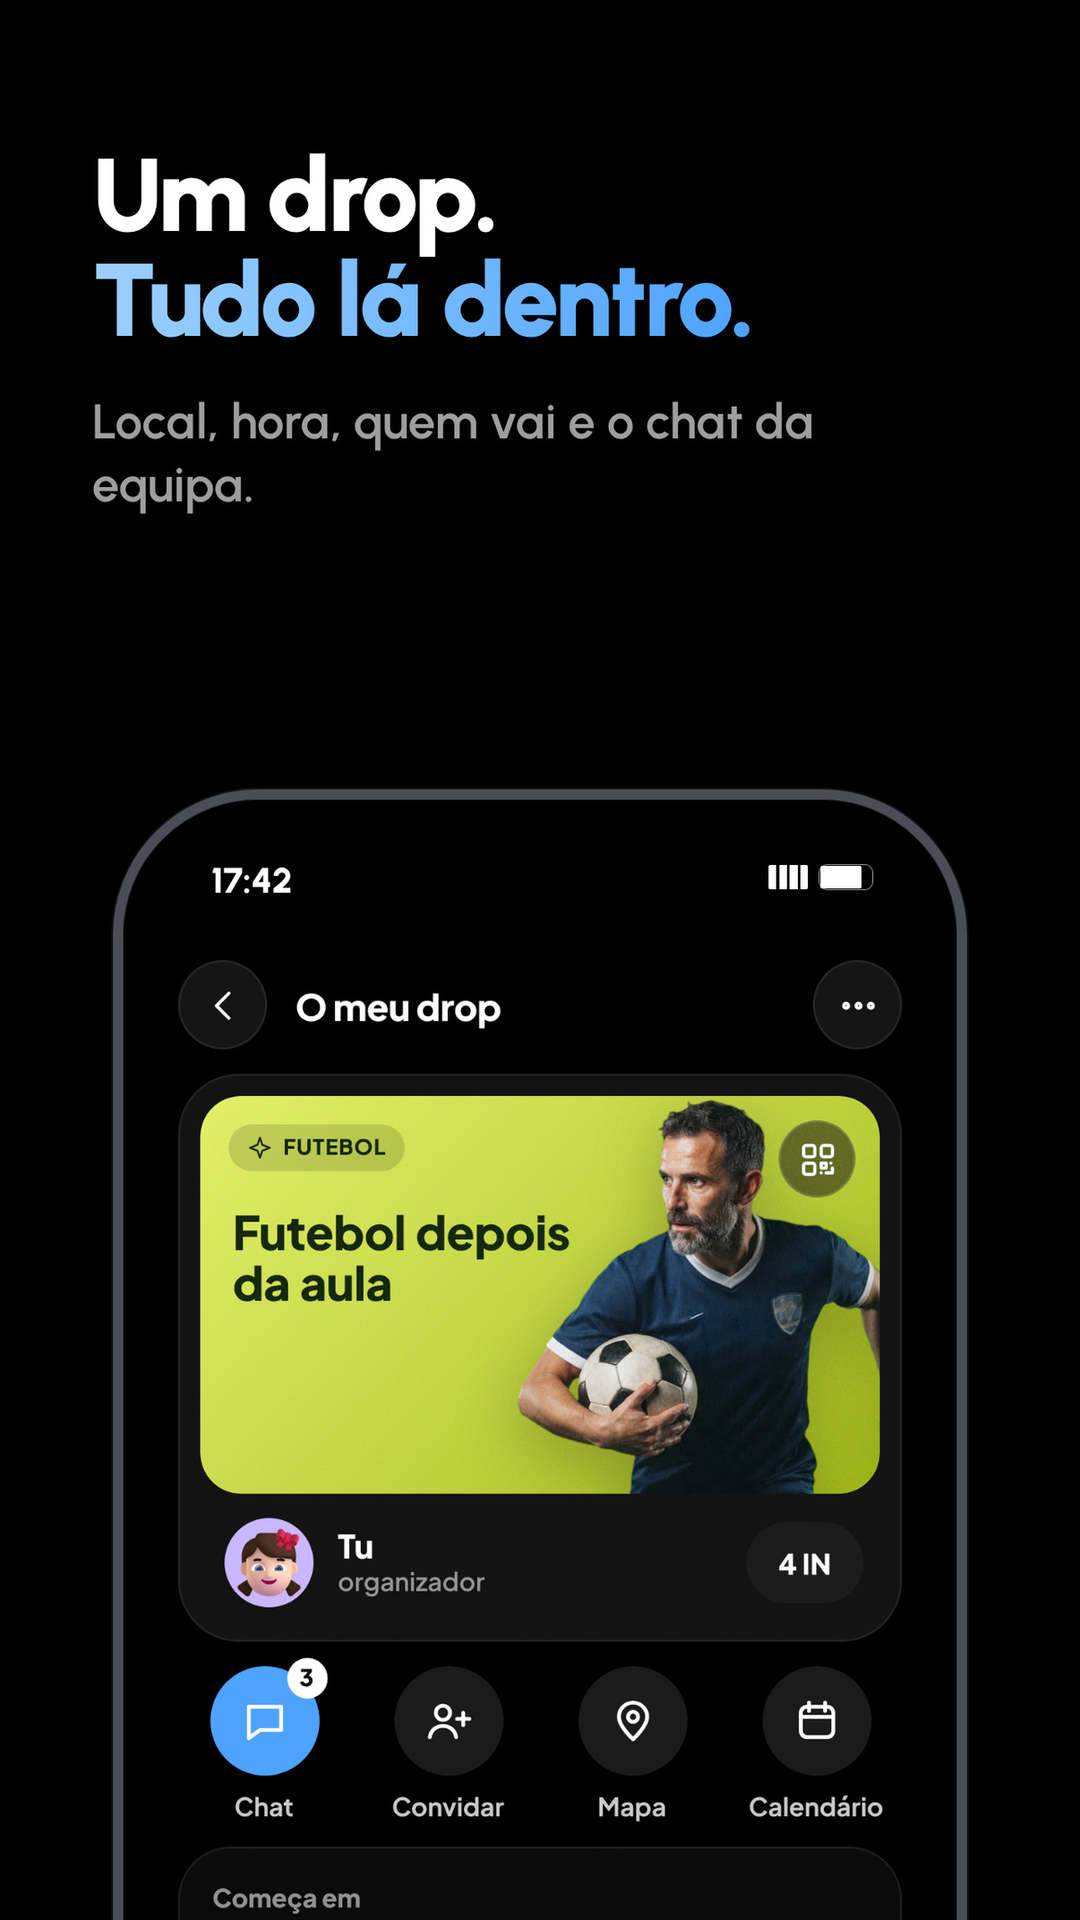 Um drop.
Tudo lá dentro.
Local, hora, quem vai e o chat da
equipa.
17:42
O meu drop
FUTEBOL
Futebol depois
da aula
Tu
organizador
4 IN
3
Chat
Convidar
Mapa
Calendário
Começa em